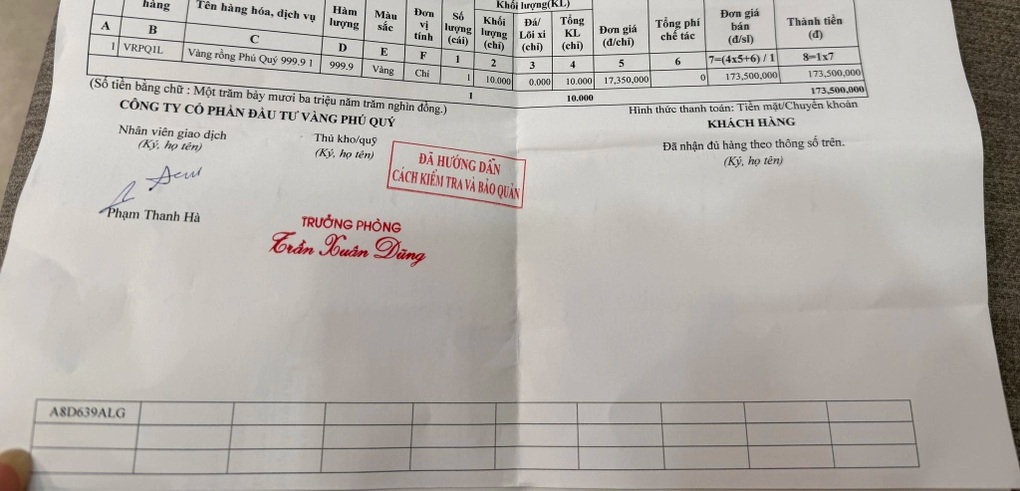 Khối lượng(KL)
hàng Tên hàng hóa, dịch vụ Hàm lượng Màu sắc Đơn vị tính Số lượng (cái) Khối lượng (chỉ) Đá/ Lõi xi (chỉ) Tổng KL (chỉ) Đơn giá (đ/chỉ) Tổng phí chế tác Đơn giá bán (đ/sl) Thành tiền (đ)
A B C D E F 1 2 3 4 5 6 7=(4x5+6) / 1 8=1x7
1 VRPQ1L Vàng rồng Phú Quý 999.9 1 999.9 Vàng Chỉ 1 10.000 0.000 10.000 17,350,000 0 173,500,000 173,500,000
1 10.000 173,500,000
(Số tiền bằng chữ : Một trăm bảy mươi ba triệu năm trăm nghìn đồng.)
Hình thức thanh toán: Tiền mặt/Chuyển khoản
CÔNG TY CỔ PHẦN ĐẦU TƯ VÀNG PHÚ QUÝ
KHÁCH HÀNG
Nhân viên giao dịch
(Ký, họ tên)
Thủ kho/quỹ
(Ký, họ tên)
Đã nhận đủ hàng theo thông số trên.
(Ký, họ tên)
ĐÃ HƯỚNG DẪN
CÁCH KIỂM TRA VÀ BẢO QUẢN
Phạm Thanh Hà
TRƯỞNG PHÒNG
Trần Xuân Dũng
A8D639ALG